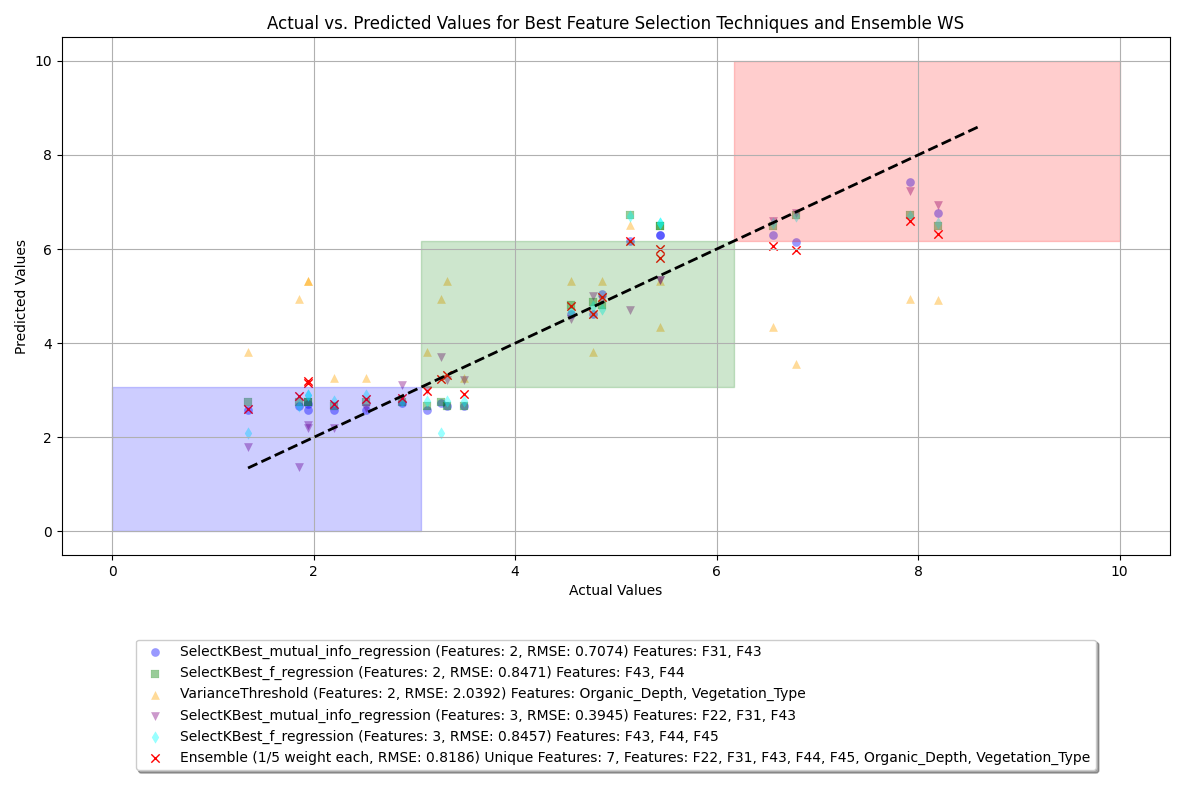 Actual vs. Predicted Values for Best Feature Selection Techniques and Ensemble WS
10
8
6
4
2
0
Predicted Values
0 2 4 6 8 10
Actual Values
SelectKBest_mutual_info_regression (Features: 2, RMSE: 0.7074) Features: F31, F43
SelectKBest_f_regression (Features: 2, RMSE: 0.8471) Features: F43, F44
VarianceThreshold (Features: 2, RMSE: 2.0392) Features: Organic_Depth, Vegetation_Type
SelectKBest_mutual_info_regression (Features: 3, RMSE: 0.3945) Features: F22, F31, F43
SelectKBest_f_regression (Features: 3, RMSE: 0.8457) Features: F43, F44, F45
Ensemble (1/5 weight each, RMSE: 0.8186) Unique Features: 7, Features: F22, F31, F43, F44, F45, Organic_Depth, Vegetation_Type